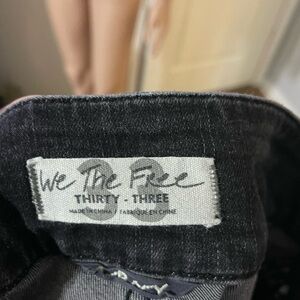 We The Free
THIRTY - THREE
MADE IN CHINA / FABRIQUÉ EN CHINE